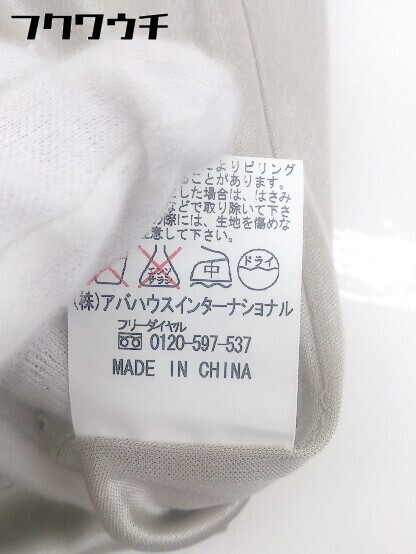 フクワウチ
よりピリング
ことがあります。
した場合は、はさみ
などで取り除いて下さ
の際には、生地を傷めな
意して下さい。
エンソ
サラシ
中
ドライ
(株)アバハウスインターナショナル
フリーダイヤル
0120-597-537
MADE IN CHINA